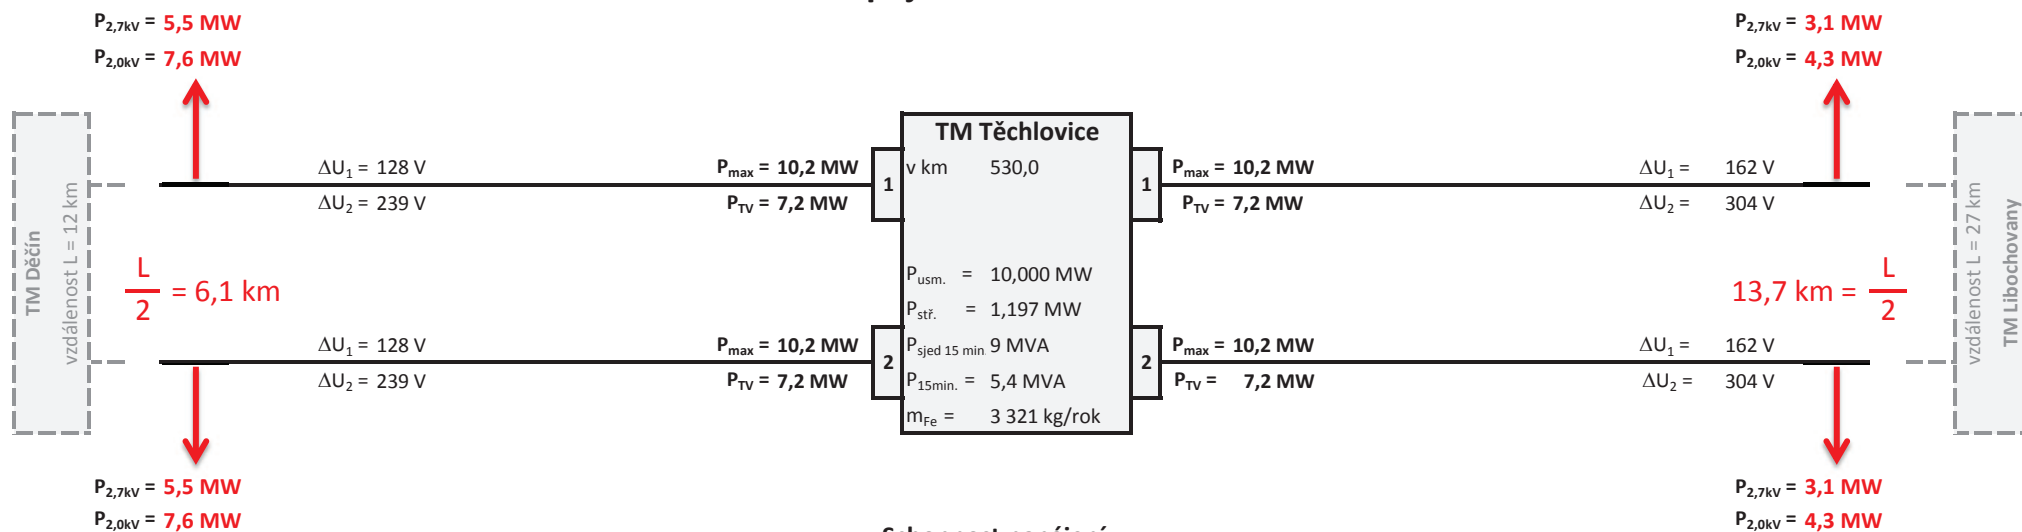 P2,7kV = 5,5 MW
P2,0kV = 7,6 MW
P2,7kV = 3,1 MW
P2,0kV = 4,3 MW
TM Děčín
vzdálenost L = 12 km
ΔU1 = 128 V
ΔU2 = 239 V
Pmax = 10,2 MW
PTV = 7,2 MW
1
TM Těchlovice
v km 530,0
1
Pmax = 10,2 MW
PTV = 7,2 MW
ΔU1 = 162 V
ΔU2 = 304 V
vzdálenost L = 27 km
TM Libochovany
L
2
= 6,1 km
Pusm. = 10,000 MW
Pstř. = 1,197 MW
Psjed 15 min. 9 MVA
P15min. = 5,4 MVA
mFe = 3 321 kg/rok
13,7 km =
L
2
ΔU1 = 128 V
ΔU2 = 239 V
Pmax = 10,2 MW
PTV = 7,2 MW
2
2
Pmax = 10,2 MW
PTV = 7,2 MW
ΔU1 = 162 V
ΔU2 = 304 V
P2,7kV = 5,5 MW
P2,0kV = 7,6 MW
P2,7kV = 3,1 MW
P2,0kV = 4,3 MW